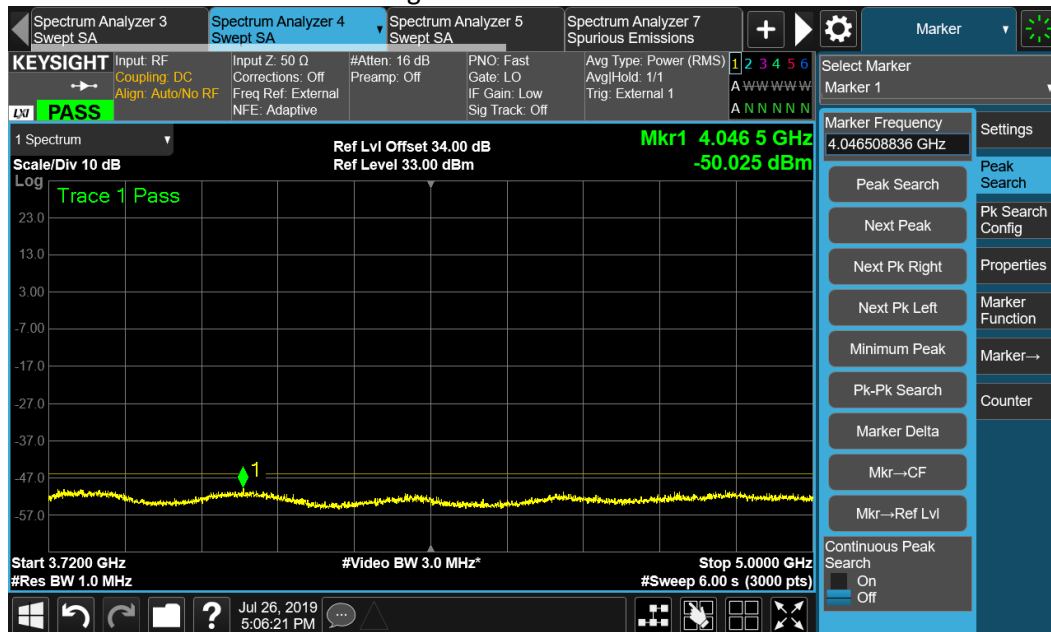 Spectrum Analyzer 3
Swept SA
Spectrum Analyzer 4
Swept SA
Spectrum Analyzer 5
Swept SA
Spectrum Analyzer 7
Spurious Emissions
Marker
KEYSIGHT
LXI PASS
Input: RF
Coupling: DC
Align: Auto/No RF
Input Z: 50 Ω
Corrections: Off
Freq Ref: External
NFE: Adaptive
#Atten: 16 dB
Preamp: Off
PNO: Fast
Gate: LO
IF Gain: Low
Sig Track: Off
Avg Type: Power (RMS)
Avg|Hold: 1/1
Trig: External 1
1 2 3 4 5 6
A W W W W W
A N N N N N
Select Marker
Marker 1
1 Spectrum
Scale/Div 10 dB
Log
Ref Lvl Offset 34.00 dB
Ref Level 33.00 dBm
Mkr1 4.046 5 GHz
-50.025 dBm
Trace 1 Pass
23.0
13.0
3.00
-7.00
-17.0
-27.0
-37.0
-47.0
-57.0
1
Start 3.7200 GHz
#Res BW 1.0 MHz
#Video BW 3.0 MHz*
Stop 5.0000 GHz
#Sweep 6.00 s (3000 pts)
Marker Frequency
4.046508836 GHz
Peak Search
Next Peak
Next Pk Right
Next Pk Left
Minimum Peak
Pk-Pk Search
Marker Delta
Mkr→CF
Mkr→Ref Lvl
Continuous Peak
Search
On
Off
Settings
Peak
Search
Pk Search
Config
Properties
Marker
Function
Marker→
Counter
?
Jul 26, 2019
5:06:21 PM